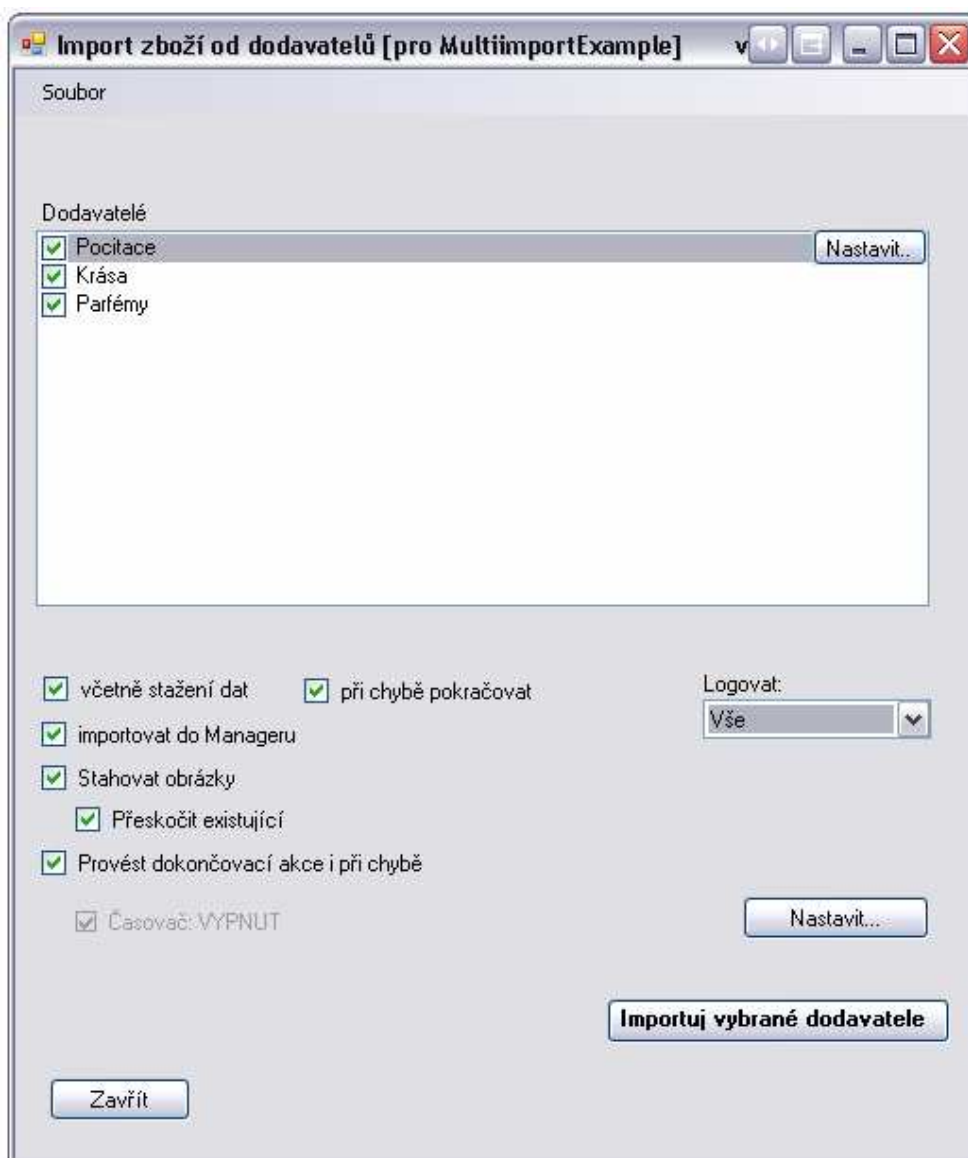 Import zboží od dodavatelů [pro MultiimportExample] v
Soubor
Dodavatelé
Pocitace Nastavit..
Krása
Parfémy
včetně stažení dat při chybě pokračovat Logovat:
importovat do Manageru Vše
Stahovat obrázky
Přeskočit existující
Provést dokončovací akce i při chybě
Časovač: VYPNUT Nastavit...
Importuj vybrané dodavatele
Zavřít